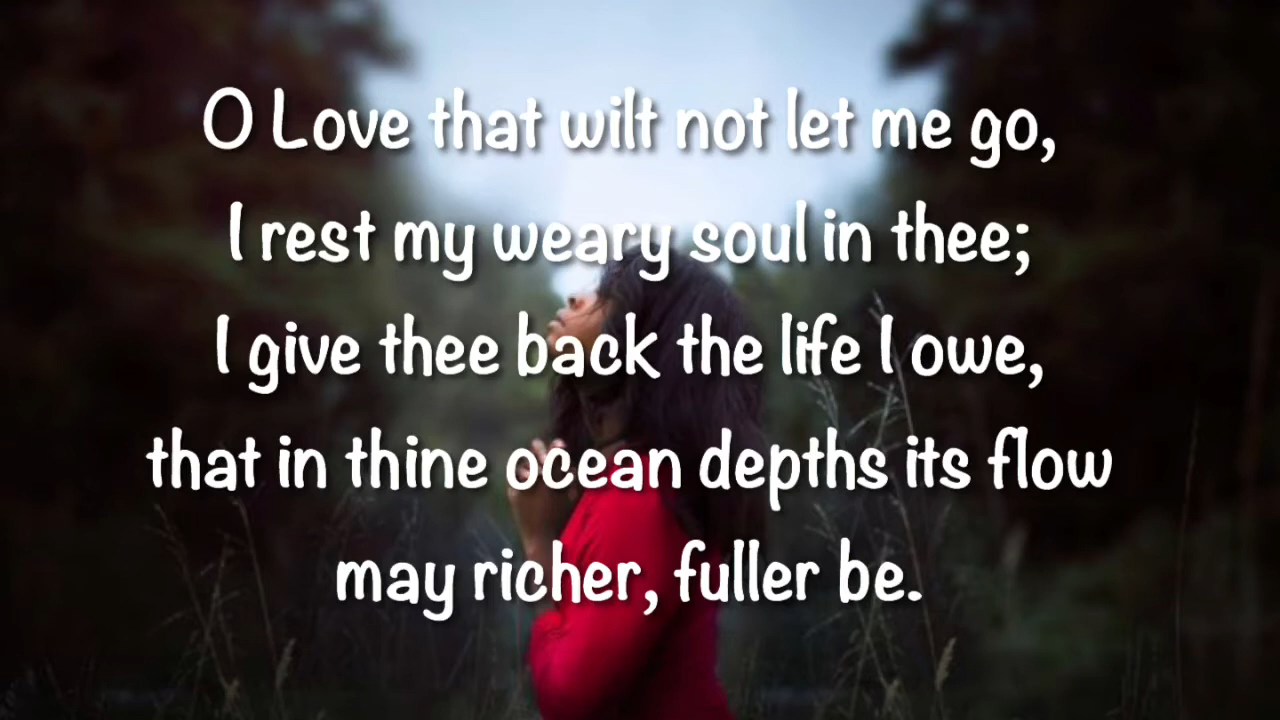 O Love that wilt not let me go,
I rest my weary soul in thee;
I give thee back the life I owe,
that in thine ocean depths its flow
may richer, fuller be.